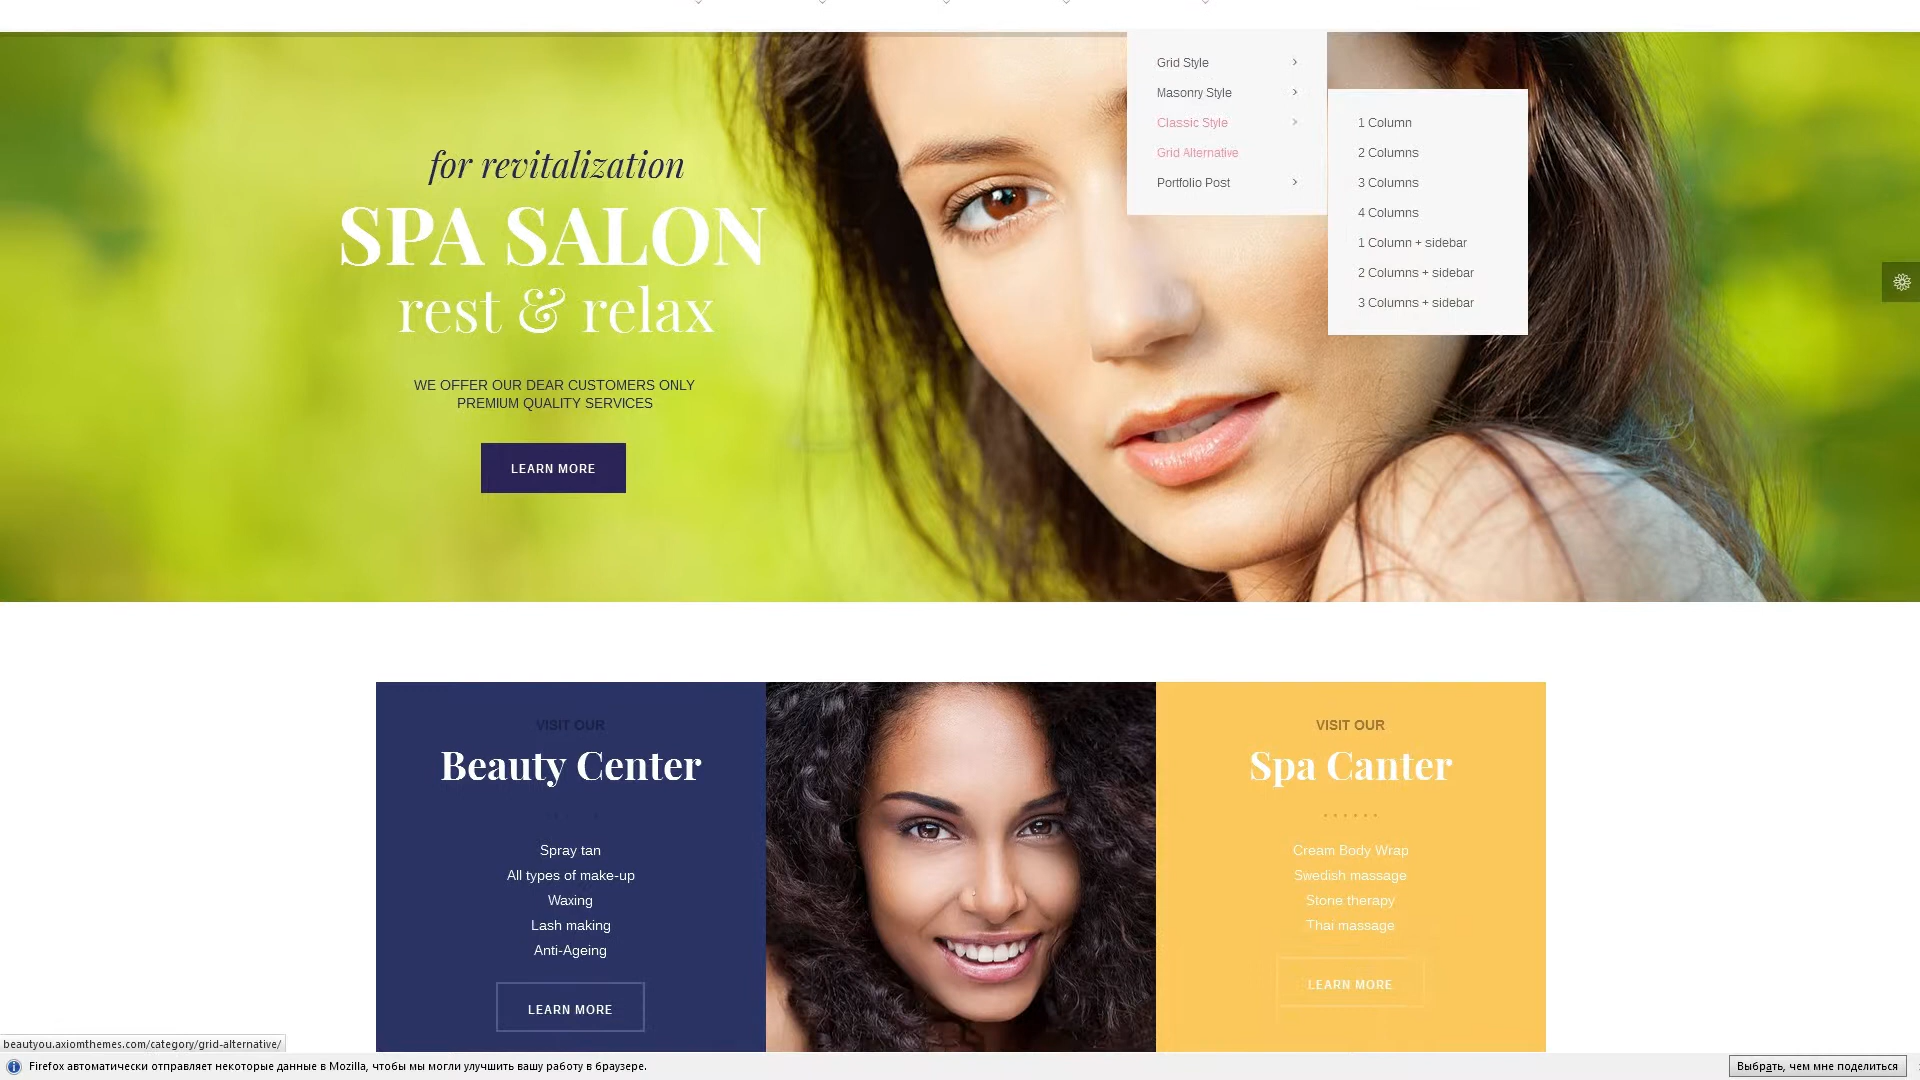 Grid Style
Masonry Style
Classic Style
Grid Alternative
Portfolio Post
1 Column
2 Columns
3 Columns
4 Columns
1 Column + sidebar
2 Columns + sidebar
3 Columns + sidebar
for revitalization
SPA SALON
rest & relax
WE OFFER OUR DEAR CUSTOMERS ONLY
PREMIUM QUALITY SERVICES
LEARN MORE
VISIT OUR
Beauty Center
Spray tan
All types of make-up
Waxing
Lash making
Anti-Ageing
LEARN MORE
VISIT OUR
Spa Canter
Cream Body Wrap
Swedish massage
Stone therapy
Thai massage
LEARN MORE
beautyou.axiomthemes.com/category/grid-alternative/
Firefox автоматически отправляет некоторые данные в Mozilla, чтобы мы могли улучшить вашу работу в браузере.
Выбрать, чем мне поделиться